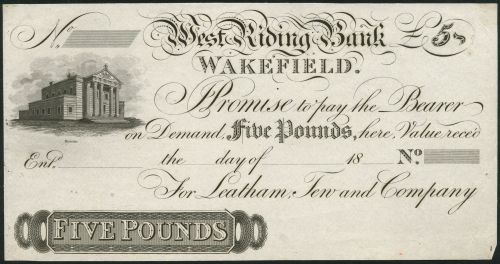 No. West Riding Bank £5
WAKEFIELD.
I Promise to pay the Bearer
on Demand, Five Pounds, here, Value reced
Entd. the day of 18 No.
For Leatham, Tew and Company
FIVE POUNDS